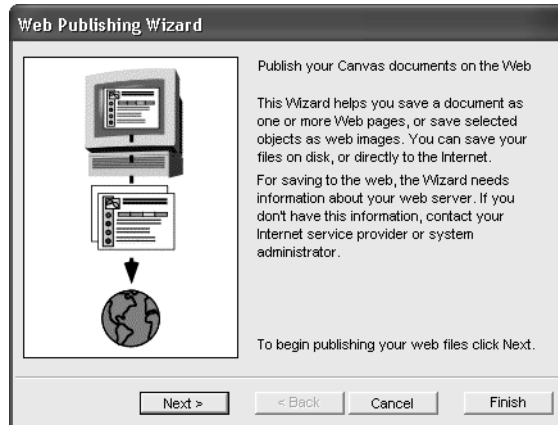 Web Publishing Wizard
Publish your Canvas documents on the Web
This Wizard helps you save a document as
one or more Web pages, or save selected
objects as web images. You can save your
files on disk, or directly to the Internet.
For saving to the web, the Wizard needs
information about your web server. If you
don't have this information, contact your
Internet service provider or system
administrator.
To begin publishing your web files click Next.
Next > < Back Cancel Finish